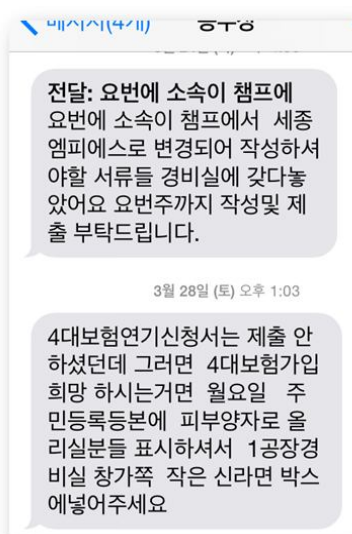 메시지(4개)
전달: 요번에 소속이 챔프에
요번에 소속이 챔프에서 세종
엠피에스로 변경되어 작성하셔
야할 서류들 경비실에 갖다놓
았어요 요번주까지 작성및 제
출 부탁드립니다.
3월 28일 (토) 오후 1:03
4대보험연기신청서는 제출 안
하셨던데 그러면 4대보험가입
희망 하시는거면 월요일 주
민등록등본에 피부양자로 올
리실분들 표시하셔서 1공장경
비실 창가쪽 작은 신라면 박스
에넣어주세요